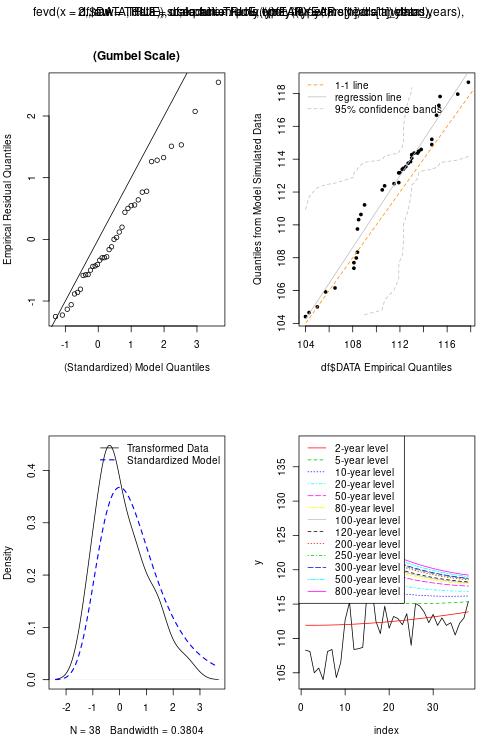 fevd(x =
years),
(Gumbel Scale)
Empirical Residual Quantiles
-1 0 1 2
-1 0 1 2 3
(Standardized) Model Quantiles
1-1 line
regression line
95% confidence bands
Quantiles from Model Simulated Data
104 106 108 110 112 114 116 118
104 108 112 116
df$DATA Empirical Quantiles
Transformed Data
Standardized Model
Density
0.0 0.1 0.2 0.3 0.4
-2 -1 0 1 2 3
N = 38 Bandwidth = 0.3804
2-year level
5-year level
10-year level
20-year level
50-year level
80-year level
100-year level
120-year level
200-year level
250-year level
300-year level
500-year level
800-year level
y
105 110 115 120 125 130 135
0 10 20 30
index